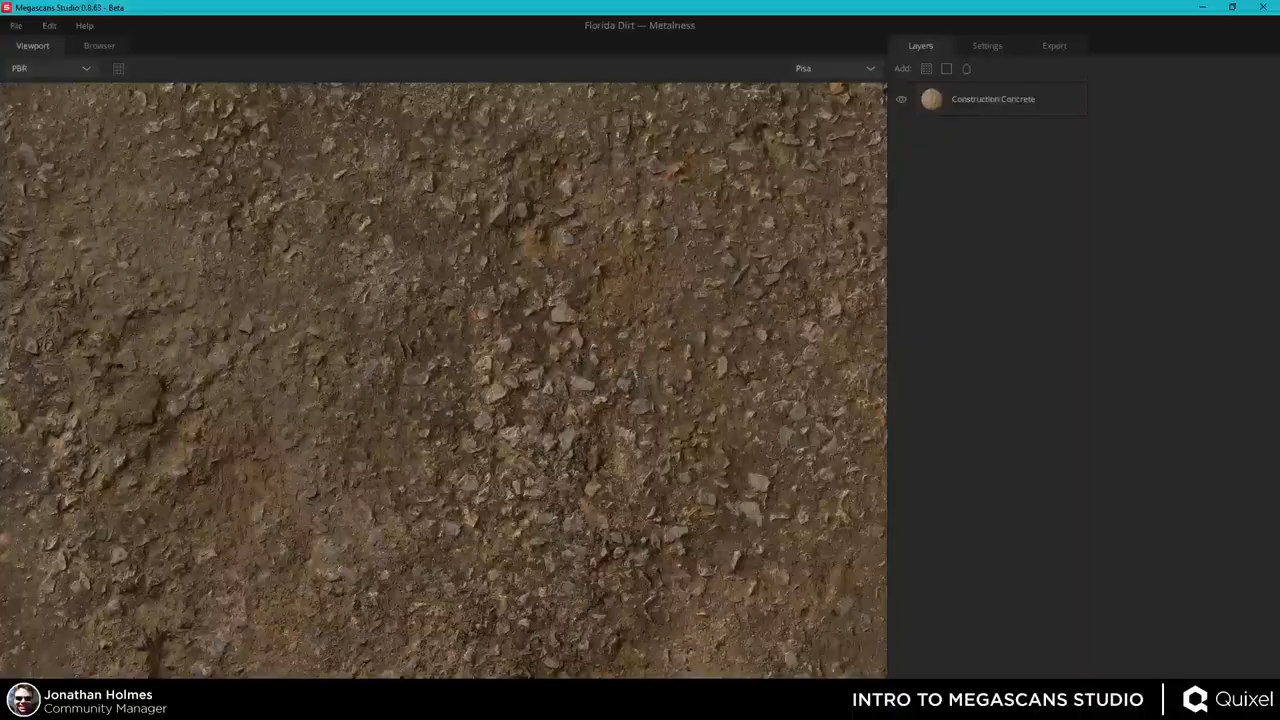 Megascans Studio 0.8.63 - Beta
File Edit Help
Florida Dirt — Metalness
Viewport Browser
Layers Settings Export
PBR
Pisa
Add:
Construction Concrete
Jonathan Holmes
Community Manager
INTRO TO MEGASCANS STUDIO
Quixel